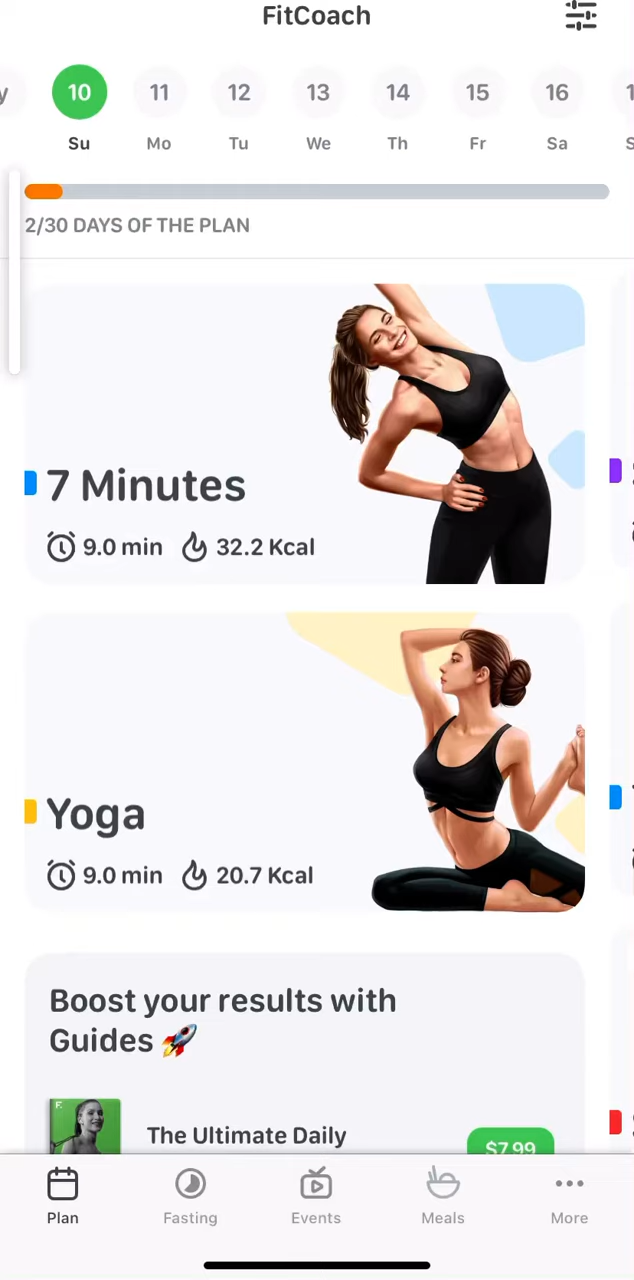 FitCoach
10 11 12 13 14 15 16
Su Mo Tu We Th Fr Sa
2/30 DAYS OF THE PLAN
7 Minutes
9.0 min 32.2 Kcal
Yoga
9.0 min 20.7 Kcal
Boost your results with
Guides 🚀
The Ultimate Daily
$7.99
Plan Fasting Events Meals More